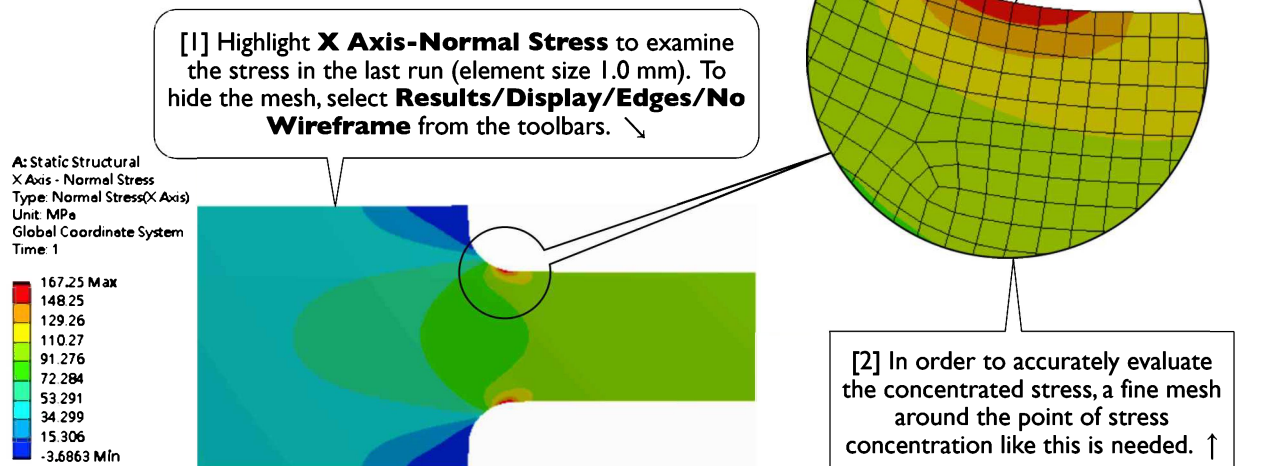 [1] Highlight X Axis-Normal Stress to examine
the stress in the last run (element size 1.0 mm). To
hide the mesh, select Results/Display/Edges/No
Wireframe from the toolbars. ↘
A: Static Structural
X Axis - Normal Stress
Type: Normal Stress(X Axis)
Unit: MPa
Global Coordinate System
Time: 1
167.25 Max
148.25
129.26
110.27
91.276
72.284
53.291
34.299
15.306
-3.6863 Min
[2] In order to accurately evaluate
the concentrated stress, a fine mesh
around the point of stress
concentration like this is needed. ↑